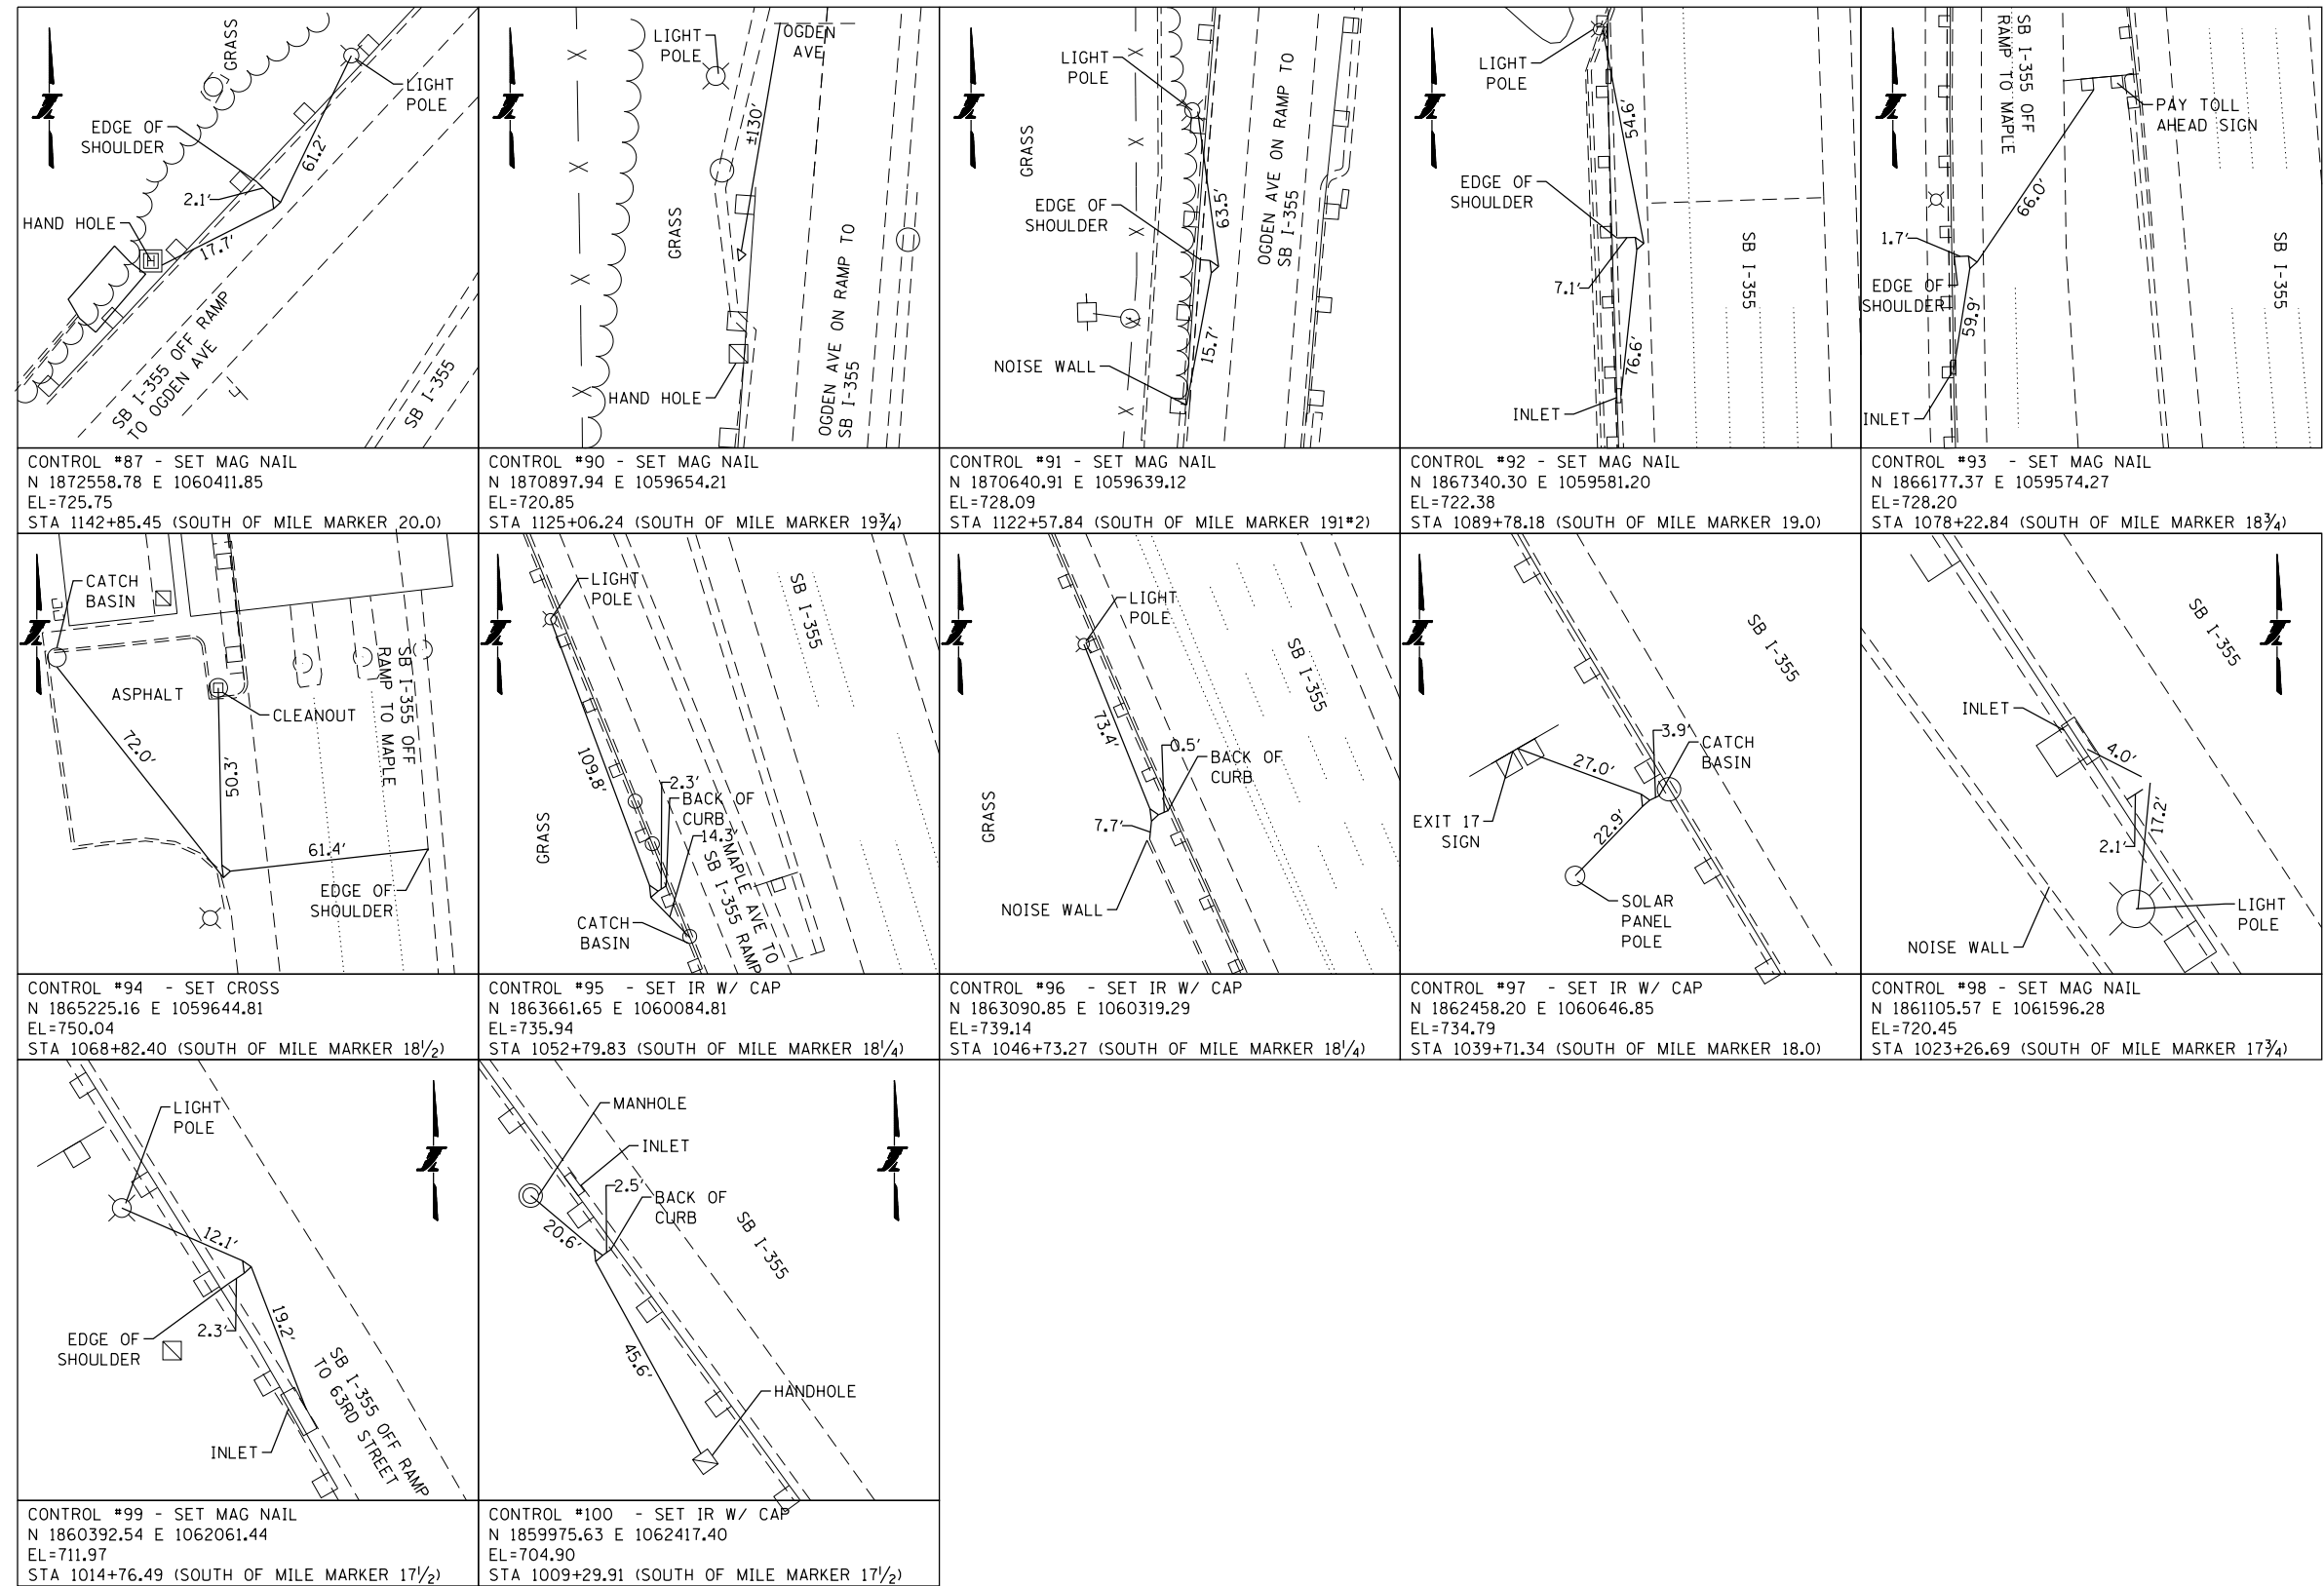 GRASS
LIGHT
POLE
EDGE OF
SHOULDER
61.2'
2.1'
HAND HOLE
17.7'
SB I-355 OFF RAMP
TO OGDEN AVE
SB I-355
CONTROL #87 - SET MAG NAIL
N 1872558.78 E 1060411.85
EL=725.75
STA 1142+85.45 (SOUTH OF MILE MARKER 20.0)
LIGHT
POLE
OGDEN
AVE
±130'
GRASS
HAND HOLE
OGDEN AVE ON RAMP TO
SB I-355
CONTROL #90 - SET MAG NAIL
N 1870897.94 E 1059654.21
EL=720.85
STA 1125+06.24 (SOUTH OF MILE MARKER 19¾)
LIGHT
POLE
GRASS
OGDEN AVE ON RAMP TO
SB I-355
EDGE OF
SHOULDER
63.5'
15.7'
NOISE WALL
CONTROL #91 - SET MAG NAIL
N 1870640.91 E 1059639.12
EL=728.09
STA 1122+57.84 (SOUTH OF MILE MARKER 191#2)
LIGHT
POLE
54.6'
EDGE OF
SHOULDER
7.1'
SB I-355
76.6'
INLET
CONTROL #92 - SET MAG NAIL
N 1867340.30 E 1059581.20
EL=722.38
STA 1089+78.18 (SOUTH OF MILE MARKER 19.0)
SB I-355 OFF
RAMP TO MAPLE
PAY TOLL
AHEAD SIGN
66.0'
1.7'
EDGE OF
SHOULDER
59.9'
SB I-355
INLET
CONTROL #93 - SET MAG NAIL
N 1866177.37 E 1059574.27
EL=728.20
STA 1078+22.84 (SOUTH OF MILE MARKER 18¾)
CATCH
BASIN
ASPHALT
SB I-355 OFF
RAMP TO MAPLE
CLEANOUT
72.0'
50.3'
61.4'
EDGE OF
SHOULDER
CONTROL #94 - SET CROSS
N 1865225.16 E 1059644.81
EL=750.04
STA 1068+82.40 (SOUTH OF MILE MARKER 18½)
LIGHT
POLE
SB I-355
109.8'
2.3'
BACK OF
CURB
14.3'
GRASS
MAPLE AVE TO
SB I-355 RAMP
CATCH
BASIN
CONTROL #95 - SET IR W/ CAP
N 1863661.65 E 1060084.81
EL=735.94
STA 1052+79.83 (SOUTH OF MILE MARKER 18¼)
LIGHT
POLE
SB I-355
73.4'
0.5'
BACK OF
CURB
GRASS
7.7'
NOISE WALL
CONTROL #96 - SET IR W/ CAP
N 1863090.85 E 1060319.29
EL=739.14
STA 1046+73.27 (SOUTH OF MILE MARKER 18¼)
SB I-355
3.9'
CATCH
BASIN
27.0'
EXIT 17
SIGN
22.9'
SOLAR
PANEL
POLE
CONTROL #97 - SET IR W/ CAP
N 1862458.20 E 1060646.85
EL=734.79
STA 1039+71.34 (SOUTH OF MILE MARKER 18.0)
SB I-355
INLET
4.0'
17.2'
2.1'
LIGHT
POLE
NOISE WALL
CONTROL #98 - SET MAG NAIL
N 1861105.57 E 1061596.28
EL=720.45
STA 1023+26.69 (SOUTH OF MILE MARKER 17¾)
LIGHT
POLE
12.1'
19.2'
2.3'
EDGE OF
SHOULDER
SB I-355 OFF RAMP
TO 63RD STREET
INLET
CONTROL #99 - SET MAG NAIL
N 1860392.54 E 1062061.44
EL=711.97
STA 1014+76.49 (SOUTH OF MILE MARKER 17½)
MANHOLE
INLET
2.5'
BACK OF
CURB
20.6'
SB I-355
45.6'
HANDHOLE
CONTROL #100 - SET IR W/ CAP
N 1859975.63 E 1062417.40
EL=704.90
STA 1009+29.91 (SOUTH OF MILE MARKER 17½)